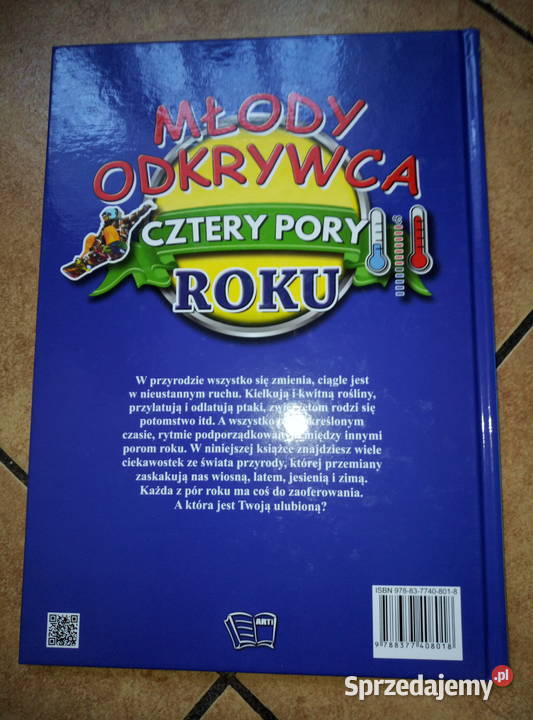 MŁODY
ODKRYWCA
CZTERY PORY
ROKU
W przyrodzie wszystko się zmienia, ciągle jest
w nieustannym ruchu. Kiełkują i kwitną rośliny,
przylatują i odlatują ptaki, zwierzętom rodzi się
potomstwo itd. A wszystko określonym
czasie, rytmie podporządkowanym między innymi
porom roku. W niniejszej książce znajdziesz wiele
ciekawostek ze świata przyrody, której przemiany
zaskakują nas wiosną, latem, jesienią i zimą.
Każda z pór roku ma coś do zaoferowania.
A która jest Twoją ulubioną?
ISBN 978-83-7740-801-8
9 788377 408018
ARTI
Sprzedajemy.pl